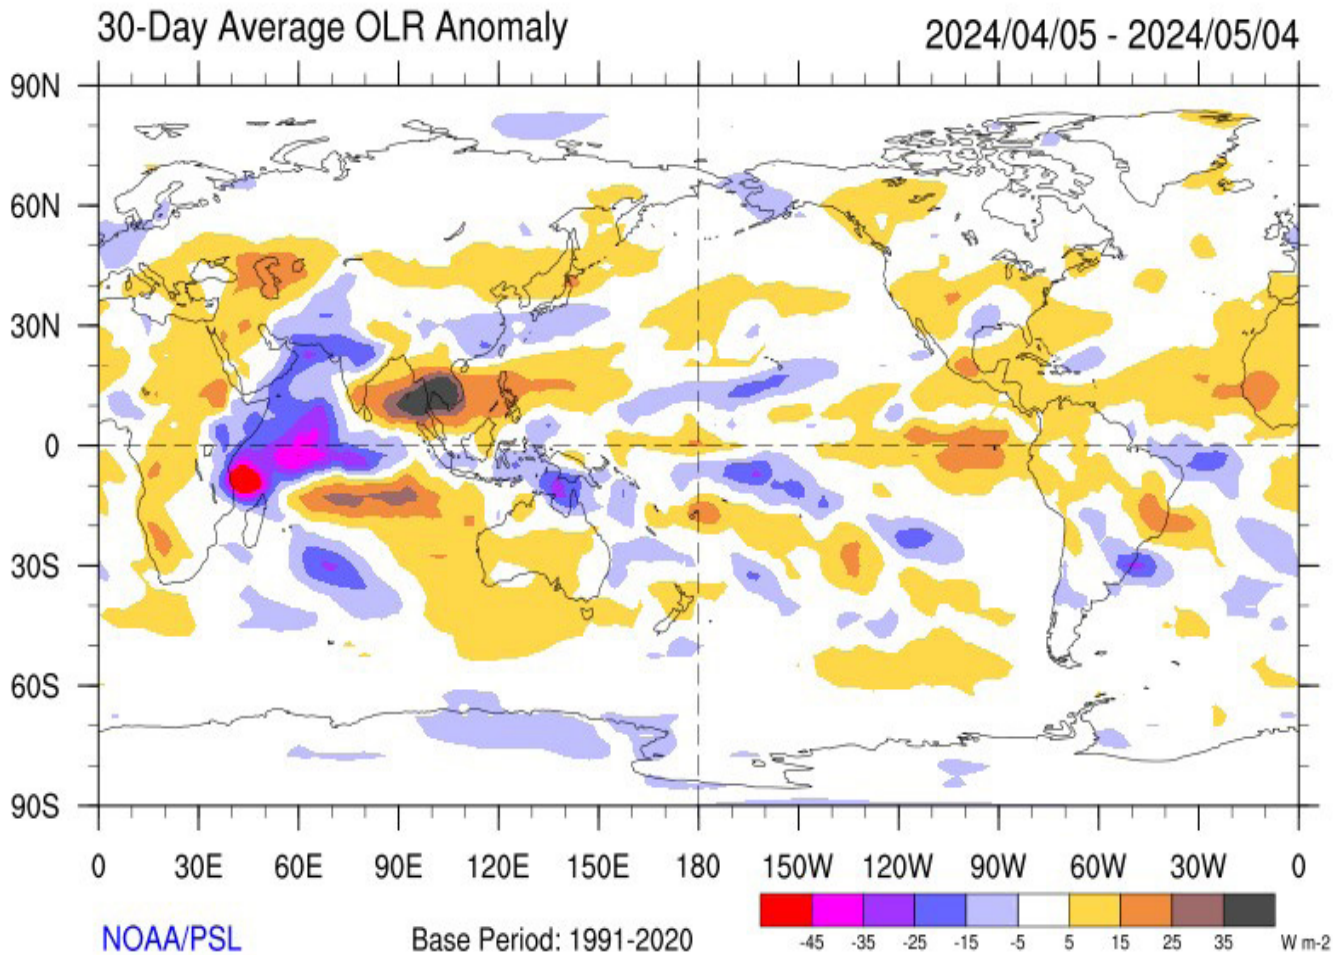 30-Day Average OLR Anomaly 2024/04/05 - 2024/05/04
90N
60N
30N
0
30S
60S
90S
0 30E 60E 90E 120E 150E 180 150W 120W 90W 60W 30W 0
-45 -35 -25 -15 -5 5 15 25 35 W m-2
NOAA/PSL Base Period: 1991-2020